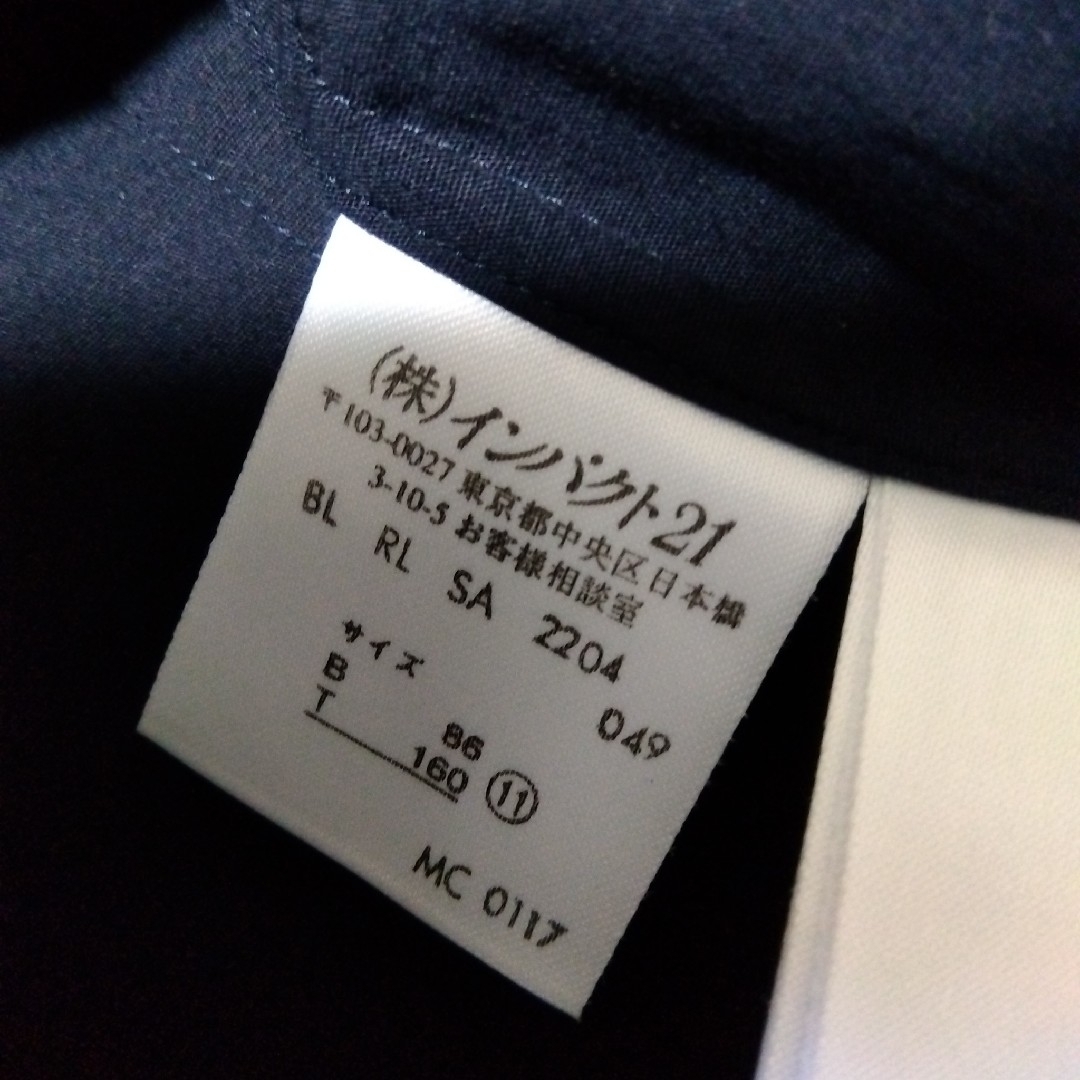 (株)インパクト21
〒103-0027 東京都中央区日本橋
3-10-5 お客様相談室
BL RL SA 2204 049
サイズ
B 86
T 160 ⑪
MC 0117